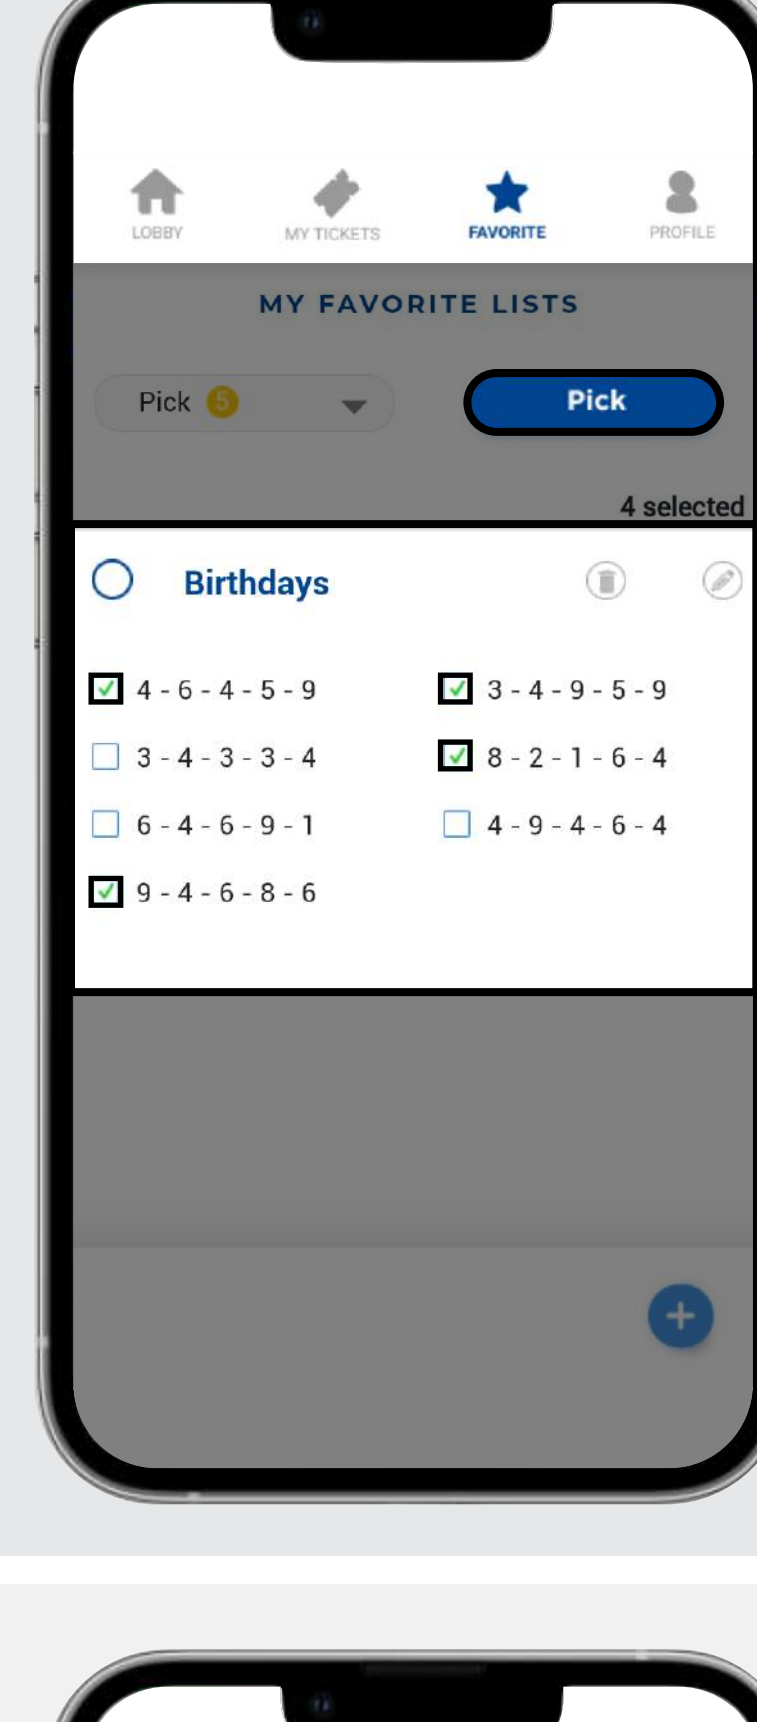 LOBBY MY TICKETS FAVORITE PROFILE
MY FAVORITE LISTS
Pick 5 Pick
4 selected
Birthdays
4 - 6 - 4 - 5 - 9 3 - 4 - 9 - 5 - 9
3 - 4 - 3 - 3 - 4 8 - 2 - 1 - 6 - 4
6 - 4 - 6 - 9 - 1 4 - 9 - 4 - 6 - 4
9 - 4 - 6 - 8 - 6